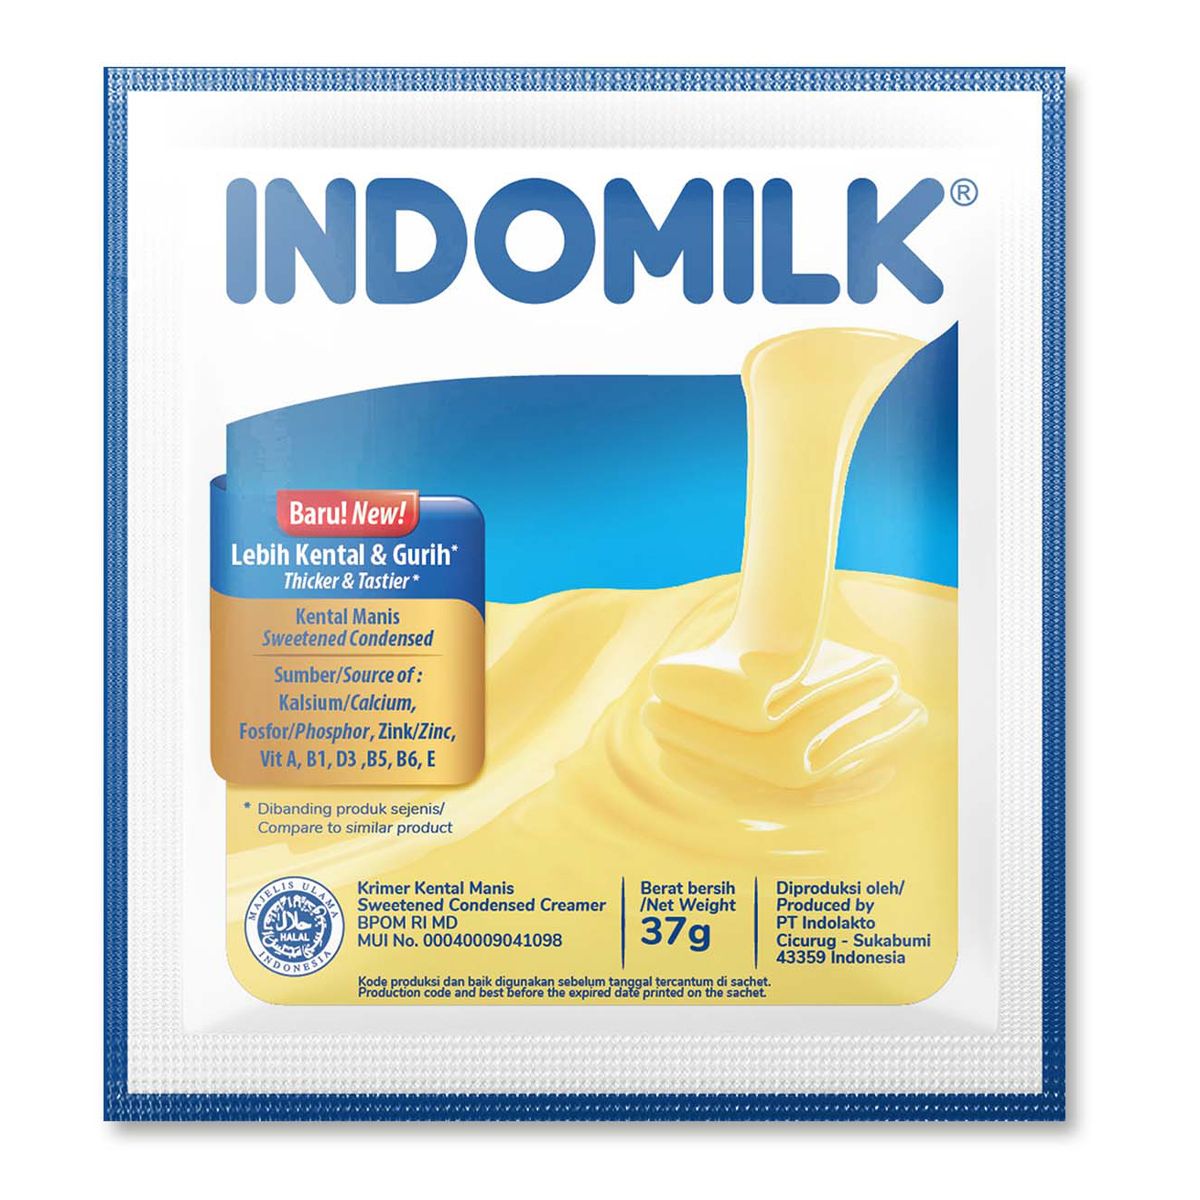 INDOMILK®
Baru! New!
Lebih Kental & Gurih*
Thicker & Tastier*
Kental Manis
Sweetened Condensed
Sumber/Source of :
Kalsium/Calcium,
Fosfor/Phosphor, Zink/Zinc,
Vit A, B1, D3 ,B5, B6, E
* Dibanding produk sejenis/
Compare to similar product
MAJELIS ULAMA
حلال
HALAL
INDONESIA
Krimer Kental Manis
Sweetened Condensed Creamer
BPOM RI MD
MUI No. 00040009041098
Berat bersih
/Net Weight
37g
Diproduksi oleh/
Produced by
PT Indolakto
Cicurug - Sukabumi
43359 Indonesia
Kode produksi dan baik digunakan sebelum tanggal tercantum di sachet.
Production code and best before the expired date printed on the sachet.